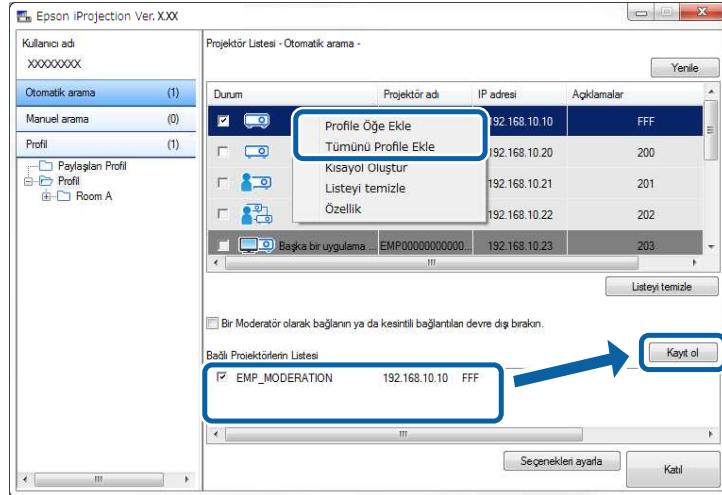 Epson iProjection Ver. X.XX
Kullanıcı adı
XXXXXXXX
Otomatik arama (1)
Manuel arama (0)
Profil (1)
Paylaşılan Profil
Profil
Room A
Projektör Listesi - Otomatik arama -
Yenile
Durum Projektör adı IP adresi Açıklamalar
192.168.10.10 FFF
192.168.10.20 200
192.168.10.21 201
192.168.10.22 202
Başka bir uygulama ... EMP00000000000... 192.168.10.23 203
Profile Öğe Ekle
Tümünü Profile Ekle
Kısayol Oluştur
Listeyi temizle
Özellik
Listeyi temizle
Bir Moderatör olarak bağlanın ya da kesintili bağlantıları devre dışı bırakın.
Kayıt ol
Bağlı Projektörlerin Listesi
EMP_MODERATION 192.168.10.10 FFF
Seçenekleri ayarla
Katıl